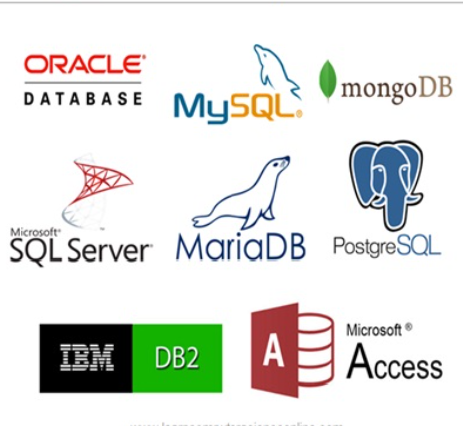 ORACLE®
DATABASE
MySQL®
mongoDB
Microsoft®
SQL Server®
MariaDB
PostgreSQL
IBM
DB2
A
Microsoft ®
Access